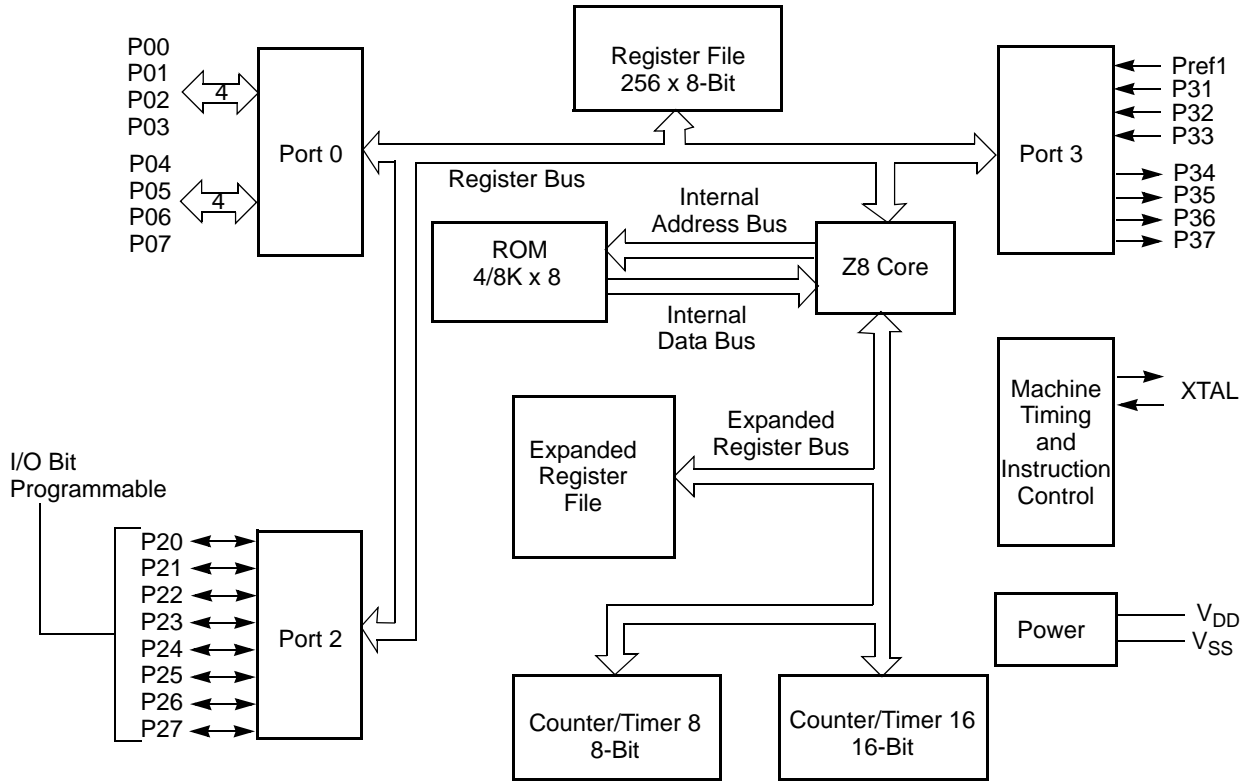 P00
P01
P02
P03
4
P04
P05
P06
P07
4
Port 0
Register File
256 x 8-Bit
Port 3
Pref1
P31
P32
P33
P34
P35
P36
P37
Register Bus
Internal
Address Bus
ROM
4/8K x 8
Z8 Core
Internal
Data Bus
Machine
Timing
and
Instruction
Control
XTAL
Expanded
Register Bus
Expanded
Register
File
I/O Bit
Programmable
P20
P21
P22
P23
P24
P25
P26
P27
Port 2
Power
VDD
VSS
Counter/Timer 8
8-Bit
Counter/Timer 16
16-Bit